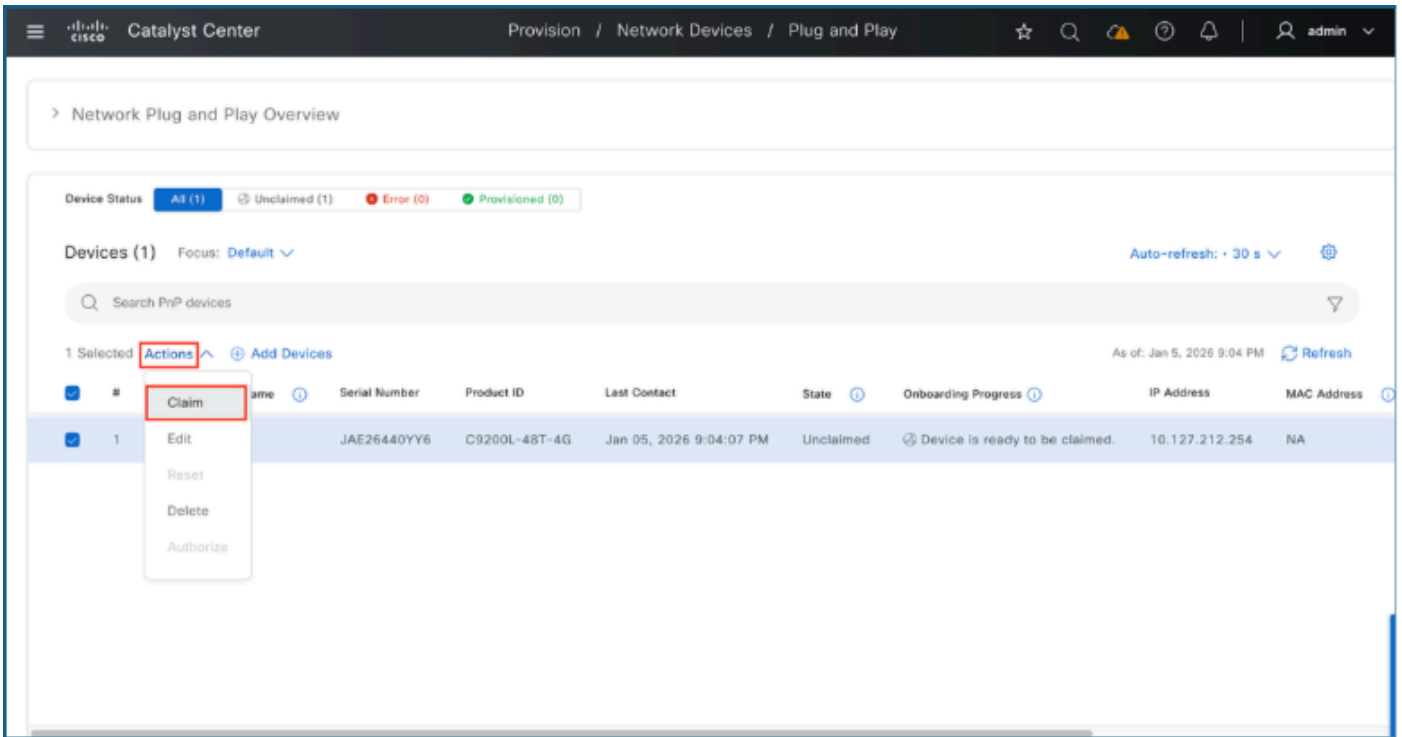 cisco Catalyst Center Provision / Network Devices / Plug and Play admin
> Network Plug and Play Overview
Device Status All (1) Unclaimed (1) Error (0) Provisioned (0)
Devices (1) Focus: Default Auto-refresh: • 30 s
Search PnP devices
1 Selected Actions Add Devices As of: Jan 5, 2026 9:04 PM Refresh
# ame Serial Number Product ID Last Contact State Onboarding Progress IP Address MAC Address
1 JAE26440YY6 C9200L-48T-4G Jan 05, 2026 9:04:07 PM Unclaimed Device is ready to be claimed. 10.127.212.254 NA
Claim
Edit
Reset
Delete
Authorize